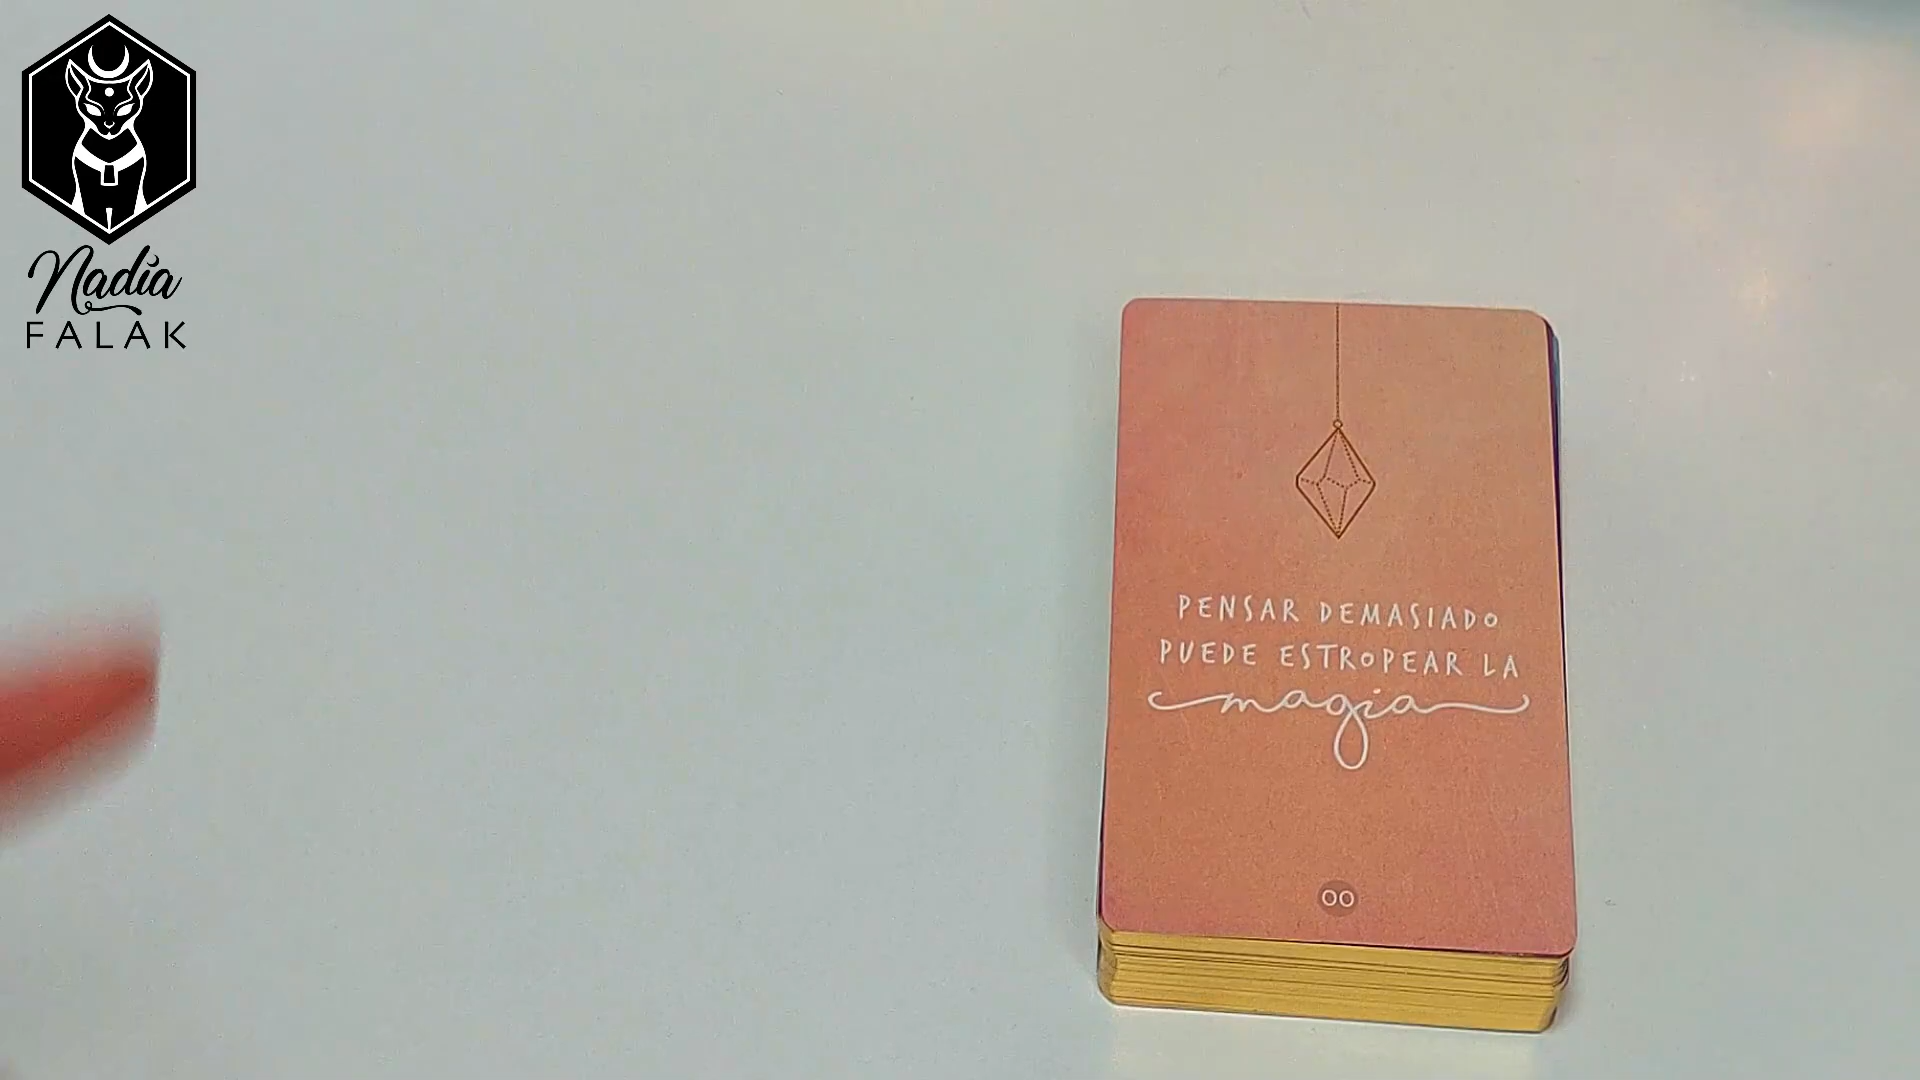 Nadia
FALAK
PENSAR DEMASIADO
PUEDE ESTROPEAR LA
magia
00